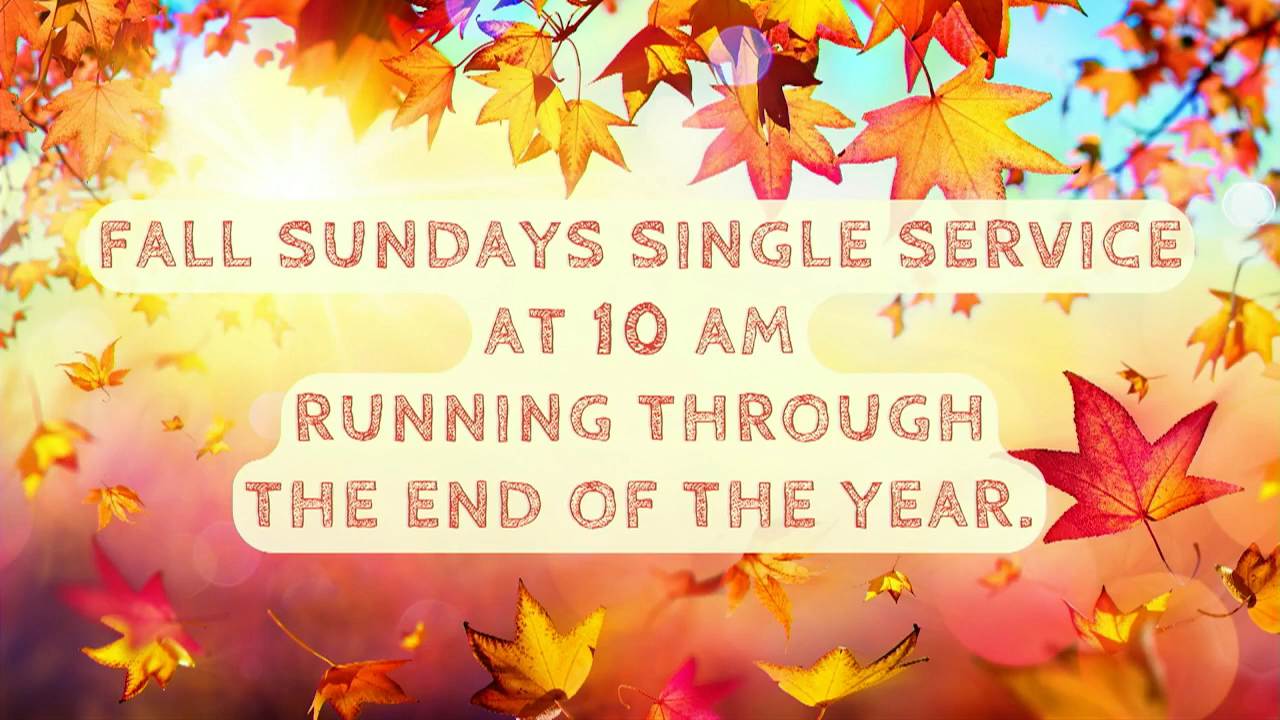 FALL SUNDAYS SINGLE SERVICE
AT 10 AM
RUNNING THROUGH
THE END OF THE YEAR.